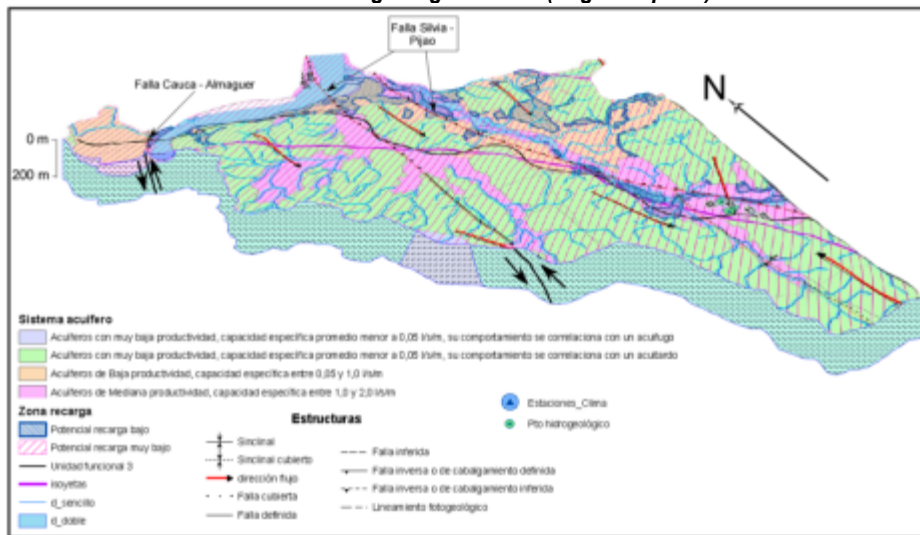 Falla Silvia -
Pijao
Falla Cauca - Almaguer
N
0 m
200 m
Sistema acuífero
Acuíferos con muy baja productividad, capacidad específica promedio menor a 0,05 l/s/m, su comportamiento se correlaciona con un acuífugo
Acuíferos con muy baja productividad, capacidad específica promedio menor a 0,05 l/s/m, su comportamiento se correlaciona con un acuitardo
Acuíferos de Baja productividad, capacidad específica entre 0,05 y 1,0 l/s/m
Acuíferos de Mediana productividad, capacidad específica entre 1,0 y 2,0 l/s/m
Zona recarga
Potencial recarga bajo
Potencial recarga muy bajo
Unidad funcional 3
isoyetas
d_sencillo
d_doble
Estructuras
Sinclinal
Sinclinal cubierto
dirección flujo
Falla cubierta
Falla definida
Falla inferida
Falla inversa o de cabalgamiento definida
Falla inversa o de cabalgamiento inferida
Lineamiento fotogeológico
Estaciones_Clima
Pto hidrogeológico